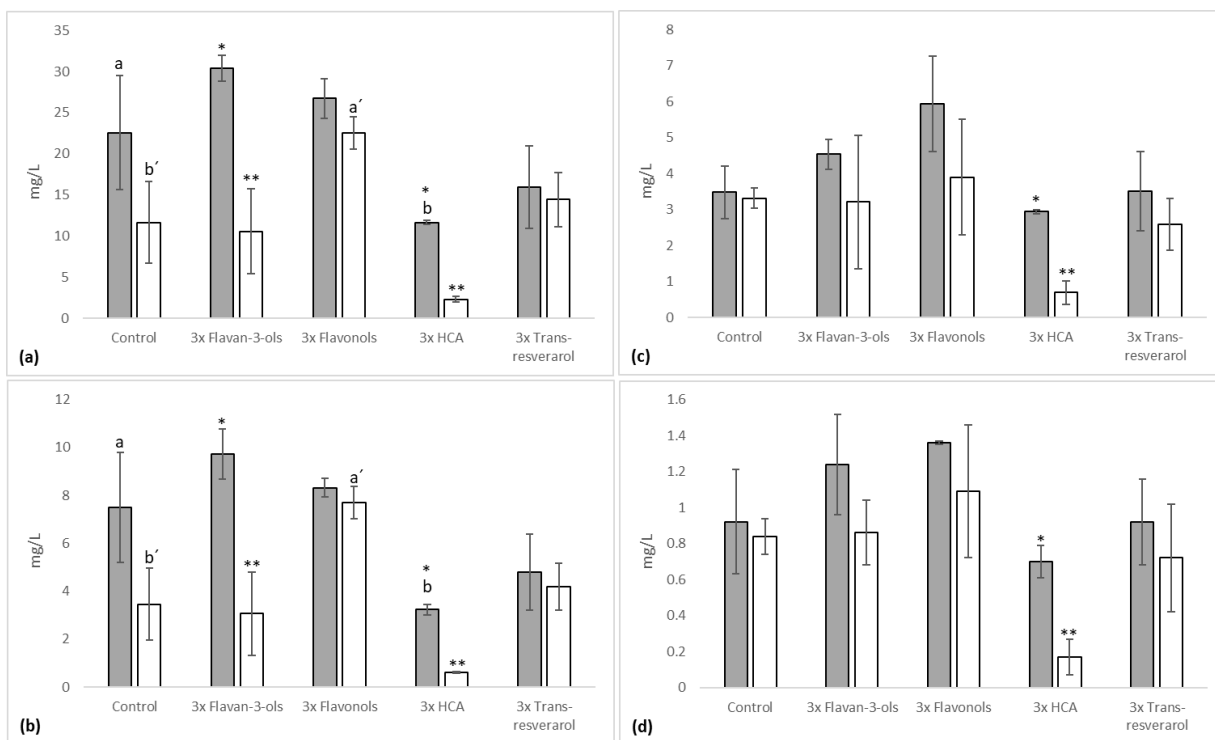 35
30
25
20
15
10
5
0
mg/L
a
b´
*
**
a´
*
b
**
Control
3x Flavan-3-ols
3x Flavonols
3x HCA
3x Trans-
resverarol
(a)
8
7
6
5
4
3
2
1
0
mg/L
*
**
Control
3x Flavan-3-ols
3x Flavonols
3x HCA
3x Trans-
resverarol
(c)
12
10
8
6
4
2
0
mg/L
a
b´
*
**
a´
*
b
**
Control
3x Flavan-3-ols
3x Flavonols
3x HCA
3x Trans-
resverarol
(b)
1.6
1.4
1.2
1
0.8
0.6
0.4
0.2
0
mg/L
*
**
Control
3x Flavan-3-ols
3x Flavonols
3x HCA
3x Trans-
resverarol
(d)